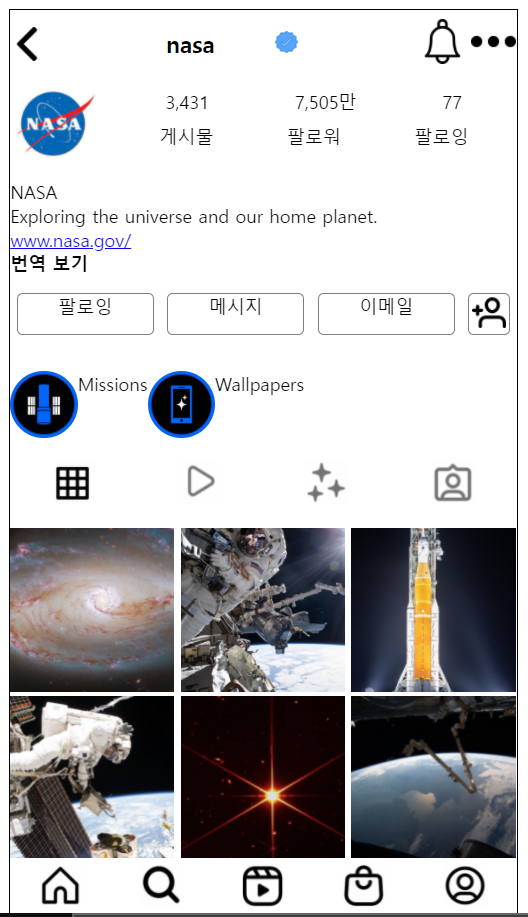 nasa
NASA
3,431 7,505만 77
게시물 팔로워 팔로잉
NASA
Exploring the universe and our home planet.
www.nasa.gov/
번역 보기
팔로잉 메시지 이메일
Missions Wallpapers